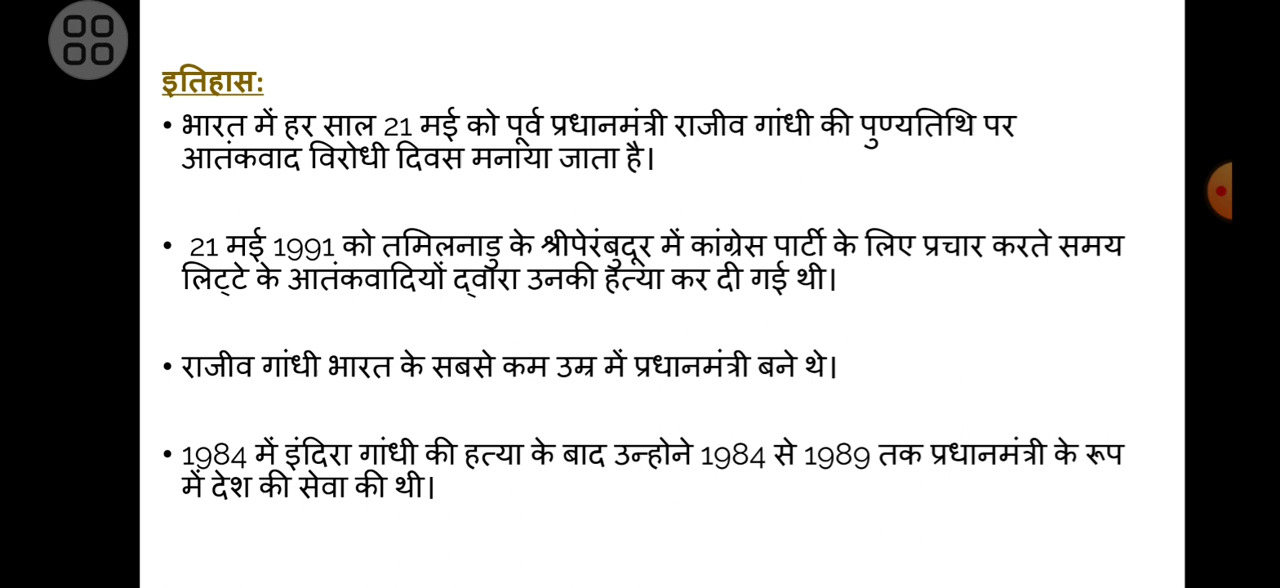 इतिहास:
• भारत में हर साल 21 मई को पूर्व प्रधानमंत्री राजीव गांधी की पुण्यतिथि पर
आतंकवाद विरोधी दिवस मनाया जाता है।
• 21 मई 1991 को तमिलनाडु के श्रीपेरंबुदूर में कांग्रेस पार्टी के लिए प्रचार करते समय
लिट्टे के आतंकवादियों द्वारा उनकी हत्या कर दी गई थी।
• राजीव गांधी भारत के सबसे कम उम्र में प्रधानमंत्री बने थे।
• 1984 में इंदिरा गांधी की हत्या के बाद उन्होने 1984 से 1989 तक प्रधानमंत्री के रूप
में देश की सेवा की थी।